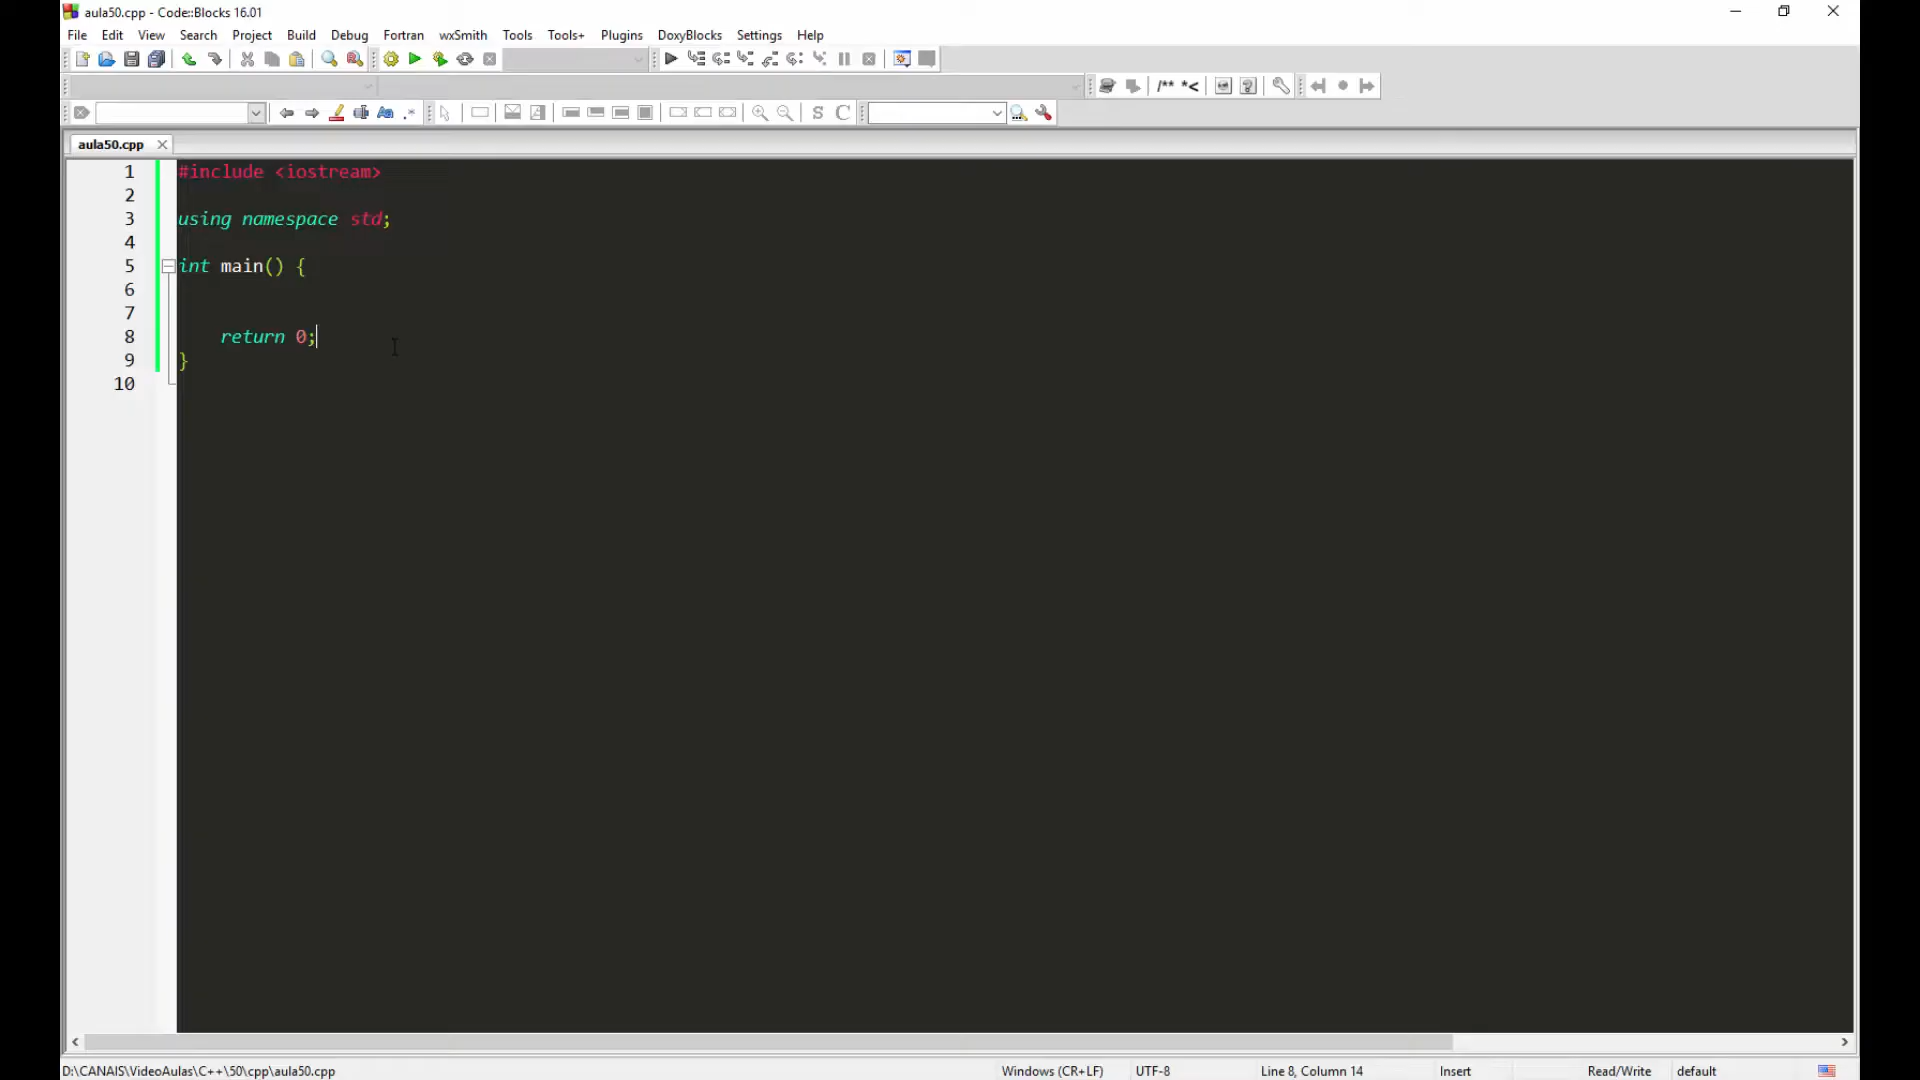 aula50.cpp - Code::Blocks 16.01
File Edit View Search Project Build Debug Fortran wxSmith Tools Tools+ Plugins DoxyBlocks Settings Help
/** *<
Aa .* S C
aula50.cpp
1 #include <iostream>
2
3 using namespace std;
4
5 int main() {
6
7
8 return 0;
9 }
10
D:\CANAIS\VideoAulas\C++\50\cpp\aula50.cpp Windows (CR+LF) UTF-8 Line 8, Column 14 Insert Read/Write default